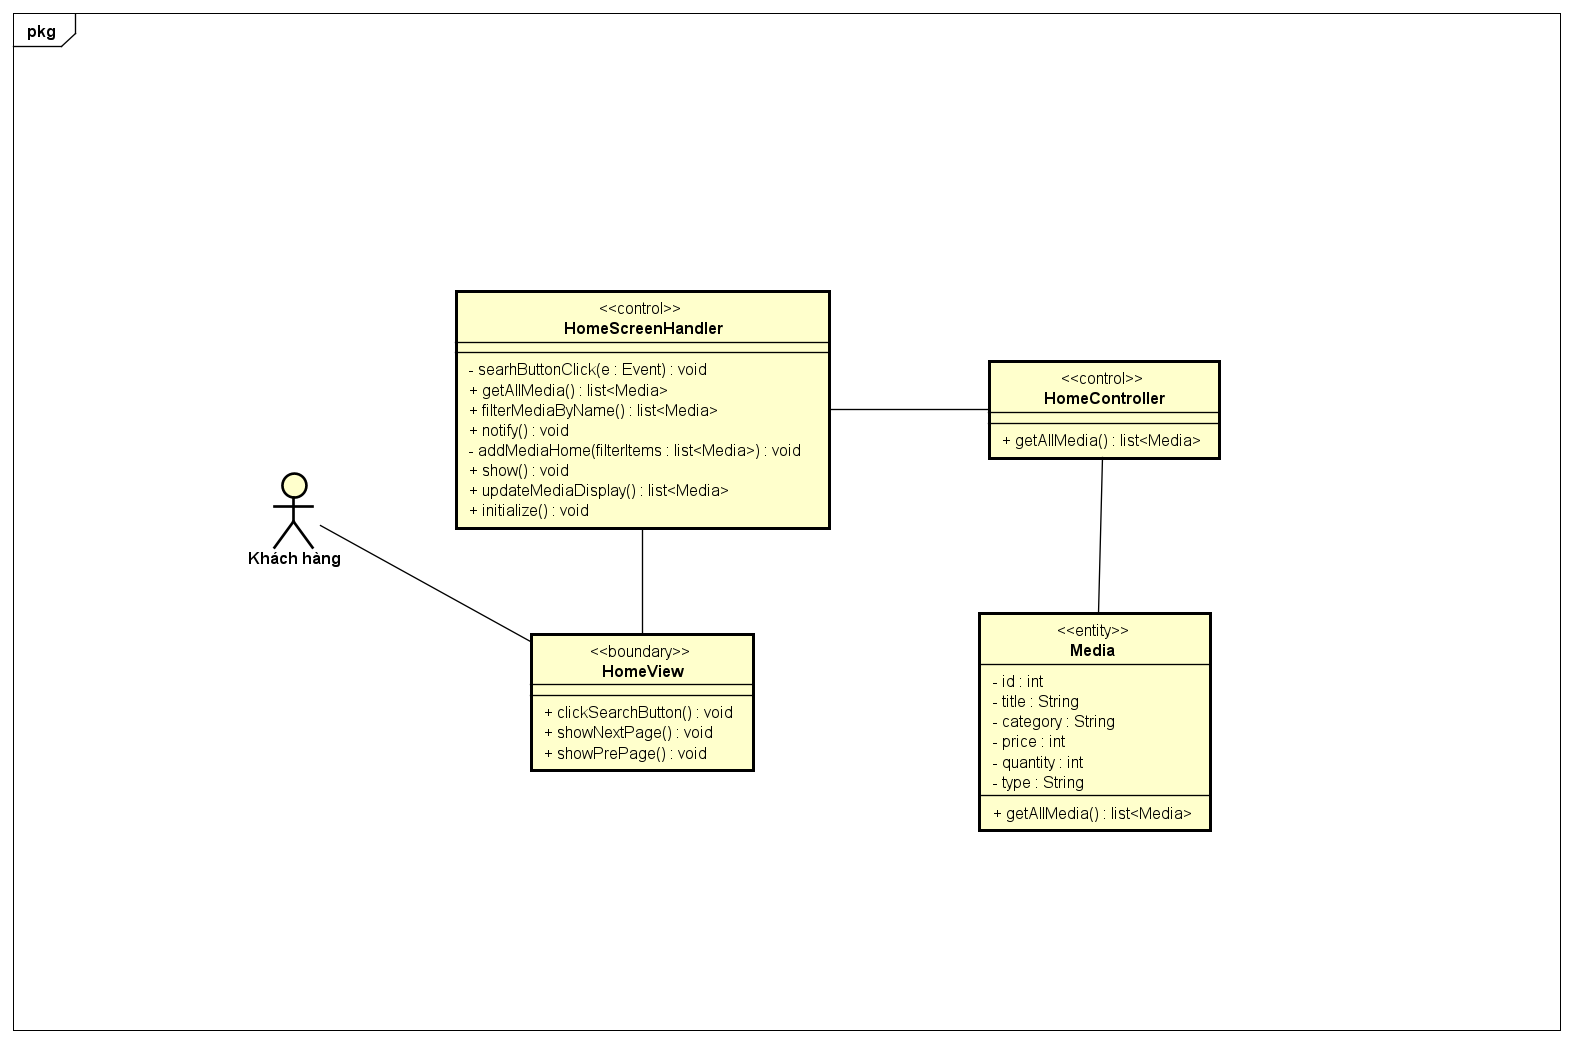 pkg
<<control>>
HomeScreenHandler
- searhButtonClick(e : Event) : void
+ getAllMedia() : list<Media>
+ filterMediaByName() : list<Media>
+ notify() : void
- addMediaHome(filterItems : list<Media>) : void
+ show() : void
+ updateMediaDisplay() : list<Media>
+ initialize() : void
<<control>>
HomeController
+ getAllMedia() : list<Media>
Khách hàng
<<boundary>>
HomeView
+ clickSearchButton() : void
+ showNextPage() : void
+ showPrePage() : void
<<entity>>
Media
- id : int
- title : String
- category : String
- price : int
- quantity : int
- type : String
+ getAllMedia() : list<Media>